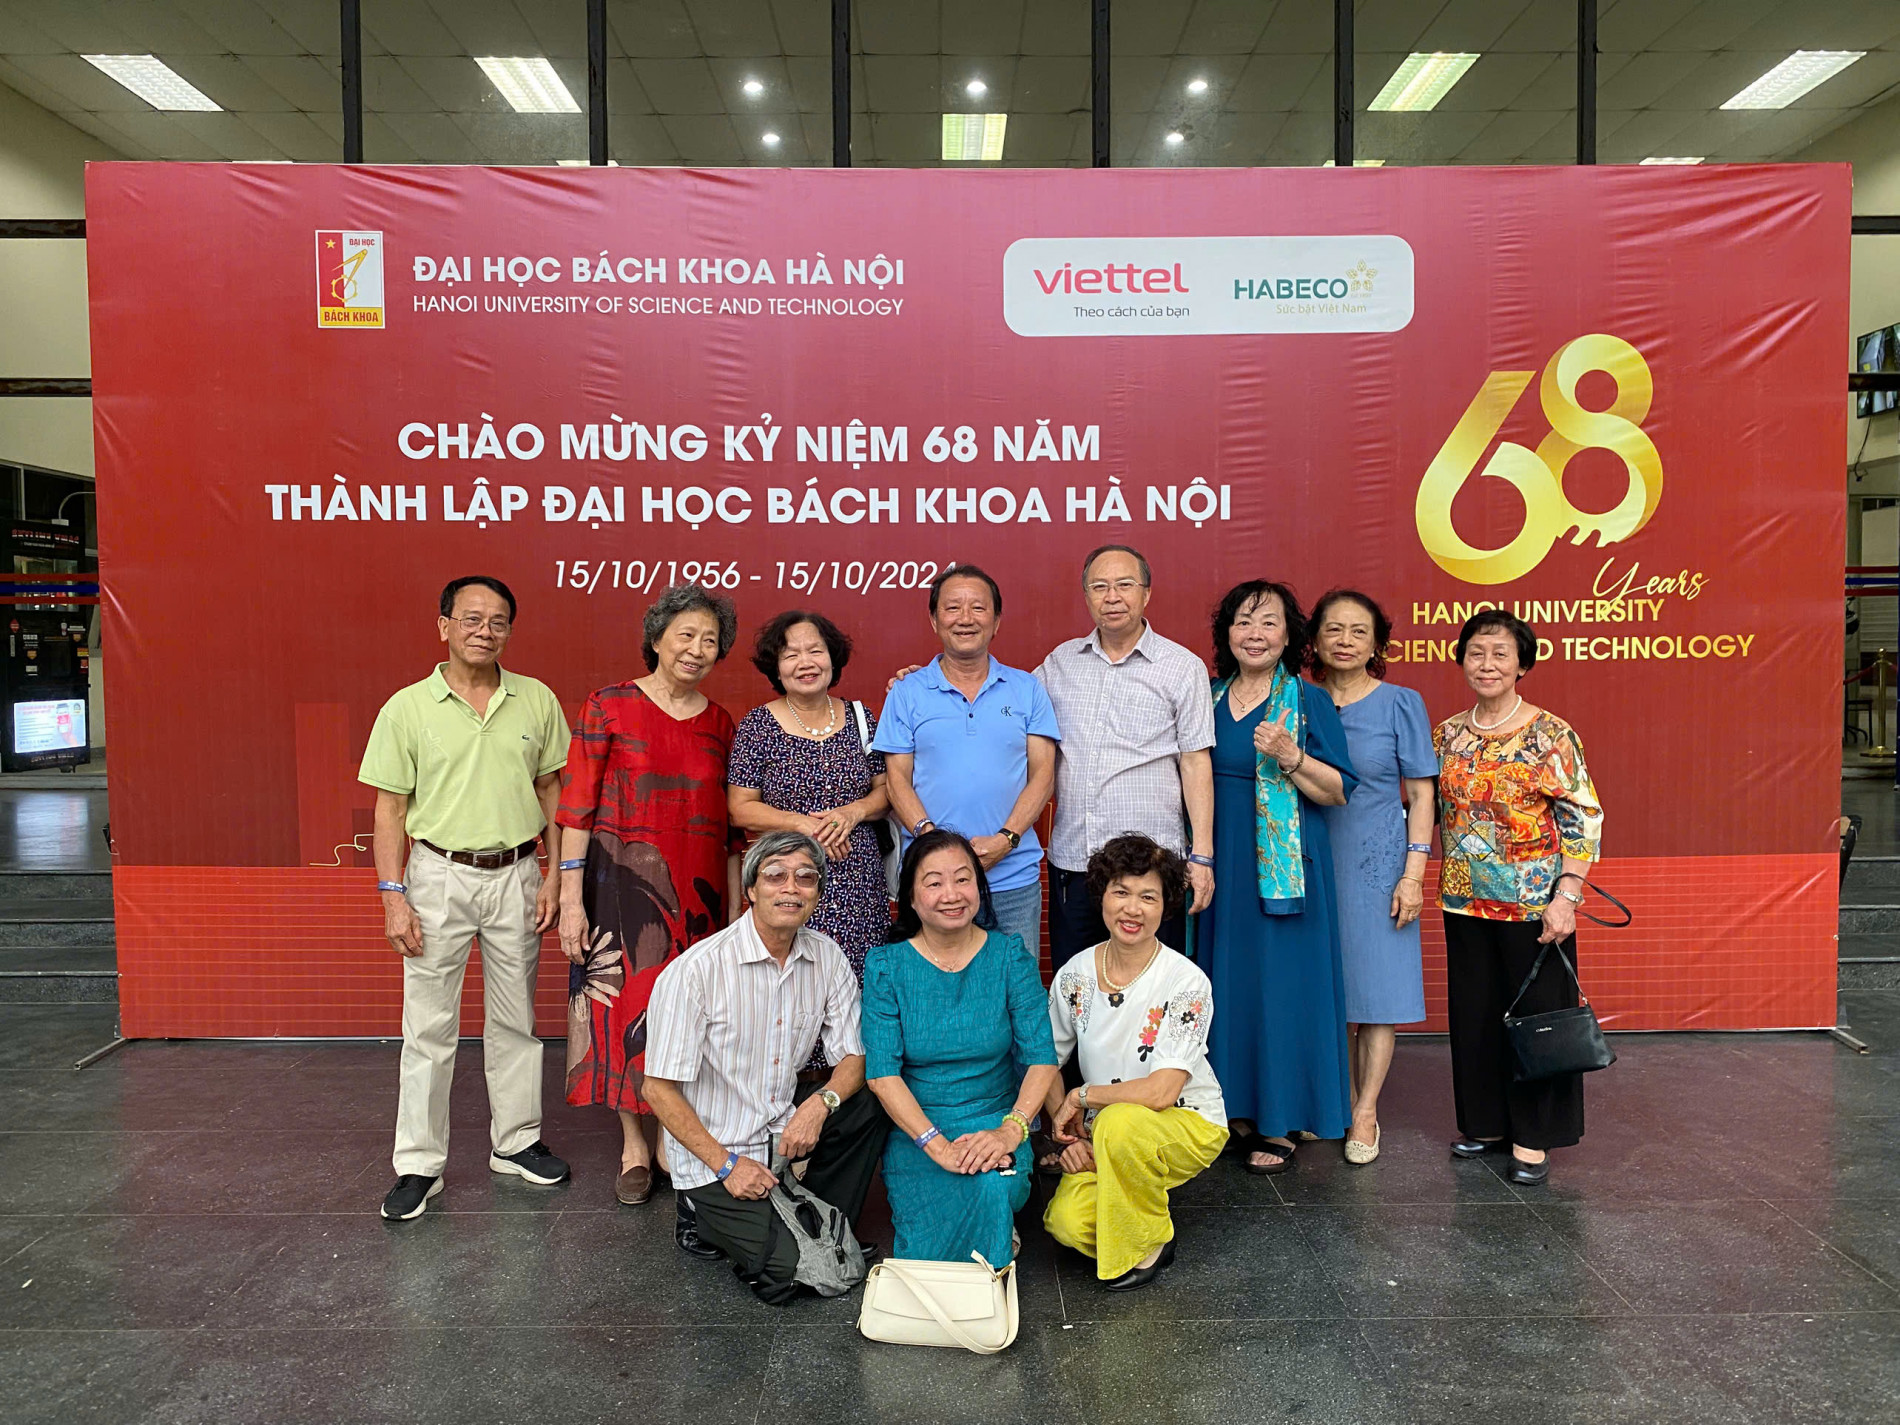 ĐẠI HỌC
BÁCH KHOA
ĐẠI HỌC BÁCH KHOA HÀ NỘI
HANOI UNIVERSITY OF SCIENCE AND TECHNOLOGY
viettel
Theo cách của bạn
HABECO
Sức bật Việt Nam
CHÀO MỪNG KỶ NIỆM 68 NĂM
THÀNH LẬP ĐẠI HỌC BÁCH KHOA HÀ NỘI
15/10/1956 - 15/10/2024
68
Years
HANOI UNIVERSITY
SCIENCE AND TECHNOLOGY